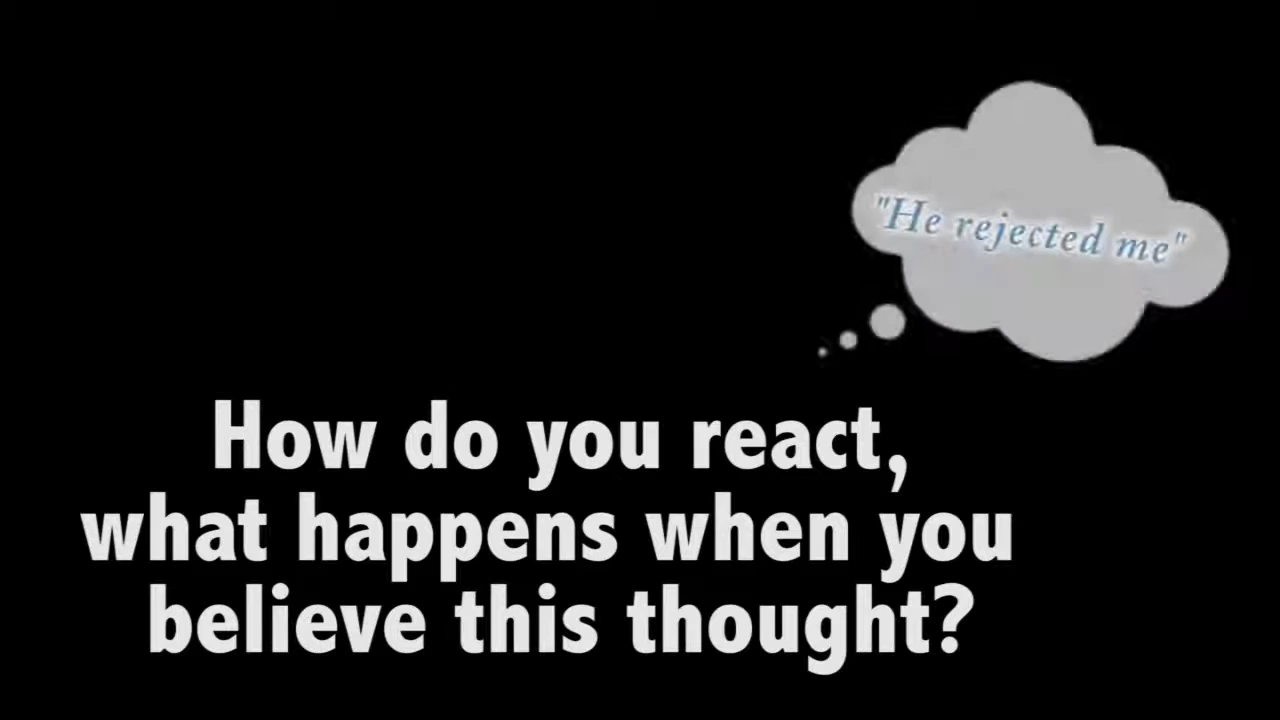 "He rejected me"
How do you react,
what happens when you
believe this thought?